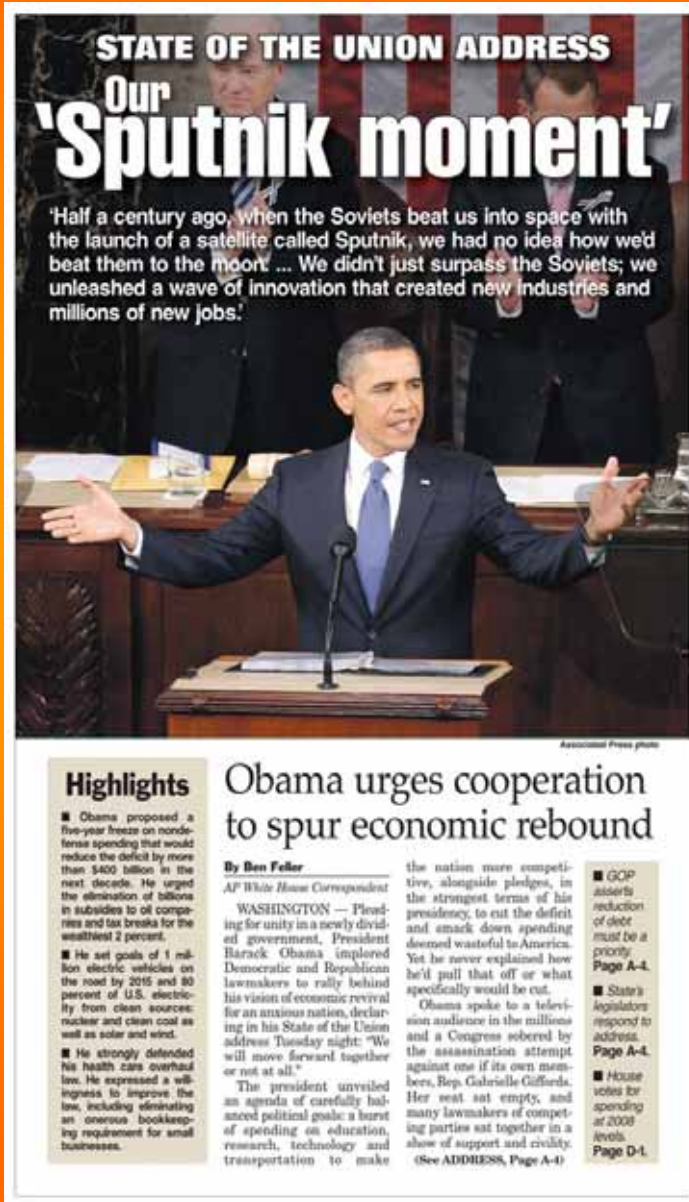 STATE OF THE UNION ADDRESS
Our
'Sputnik moment'
'Half a century ago, when the Soviets beat us into space with
the launch of a satellite called Sputnik, we had no idea how we'd
beat them to the moon. ... We didn't just surpass the Soviets; we
unleashed a wave of innovation that created new industries and
millions of new jobs.'
Associated Press photo
Highlights
■ Obama proposed a
five-year freeze on nonde-
fense spending that would
reduce the deficit by more
than $400 billion in the
next decade. He urged
the elimination of billions
in subsidies to oil compa-
nies and tax breaks for the
wealthiest 2 percent.
■ He set goals of 1 mil-
lion electric vehicles on
the road by 2015 and 80
percent of U.S. electric-
ity from clean sources:
nuclear and clean coal as
well as solar and wind.
■ He strongly defended
his health care overhaul
law. He expressed a will-
ingness to improve the
law, including eliminating
an onerous bookkeep-
ing requirement for small
businesses.
Obama urges cooperation
to spur economic rebound
By Ben Feller
AP White House Correspondent
WASHINGTON — Plead-
ing for unity in a newly divid-
ed government, President
Barack Obama implored
Democratic and Republican
lawmakers to rally behind
his vision of economic revival
for an anxious nation, declar-
ing in his State of the Union
address Tuesday night: "We
will move forward together
or not at all."
The president unveiled
an agenda of carefully bal-
anced political goals: a burst
of spending on education,
research, technology and
transportation to make
the nation more competi-
tive, alongside pledges, in
the strongest terms of his
presidency, to cut the deficit
and smack down spending
deemed wasteful to America.
Yet he never explained how
he'd pull that off or what
specifically would be cut.
Obama spoke to a televi-
sion audience in the millions
and a Congress sobered by
the assassination attempt
against one if its own mem-
bers, Rep. Gabrielle Giffords.
Her seat sat empty, and
many lawmakers of compet-
ing parties sat together in a
show of support and civility.
(See ADDRESS, Page A-4)
■ GOP
asserts
reduction
of debt
must be a
priority.
Page A-4.
■ State's
legislators
respond to
address.
Page A-4.
■ House
votes for
spending
at 2008
levels.
Page D-1.